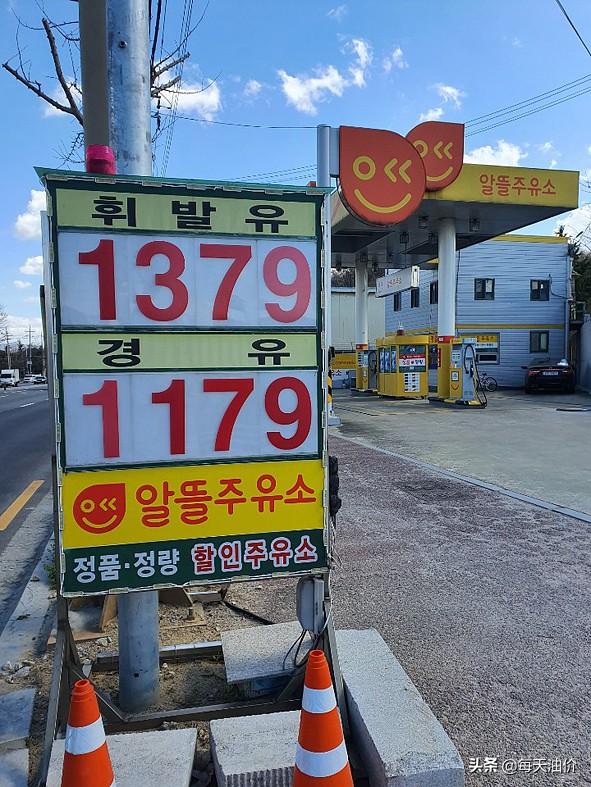 휘 발 유
1379
경 유
1179
알뜰주유소
정품·정량 할인주유소
알뜰주유소
头条 @每天油价